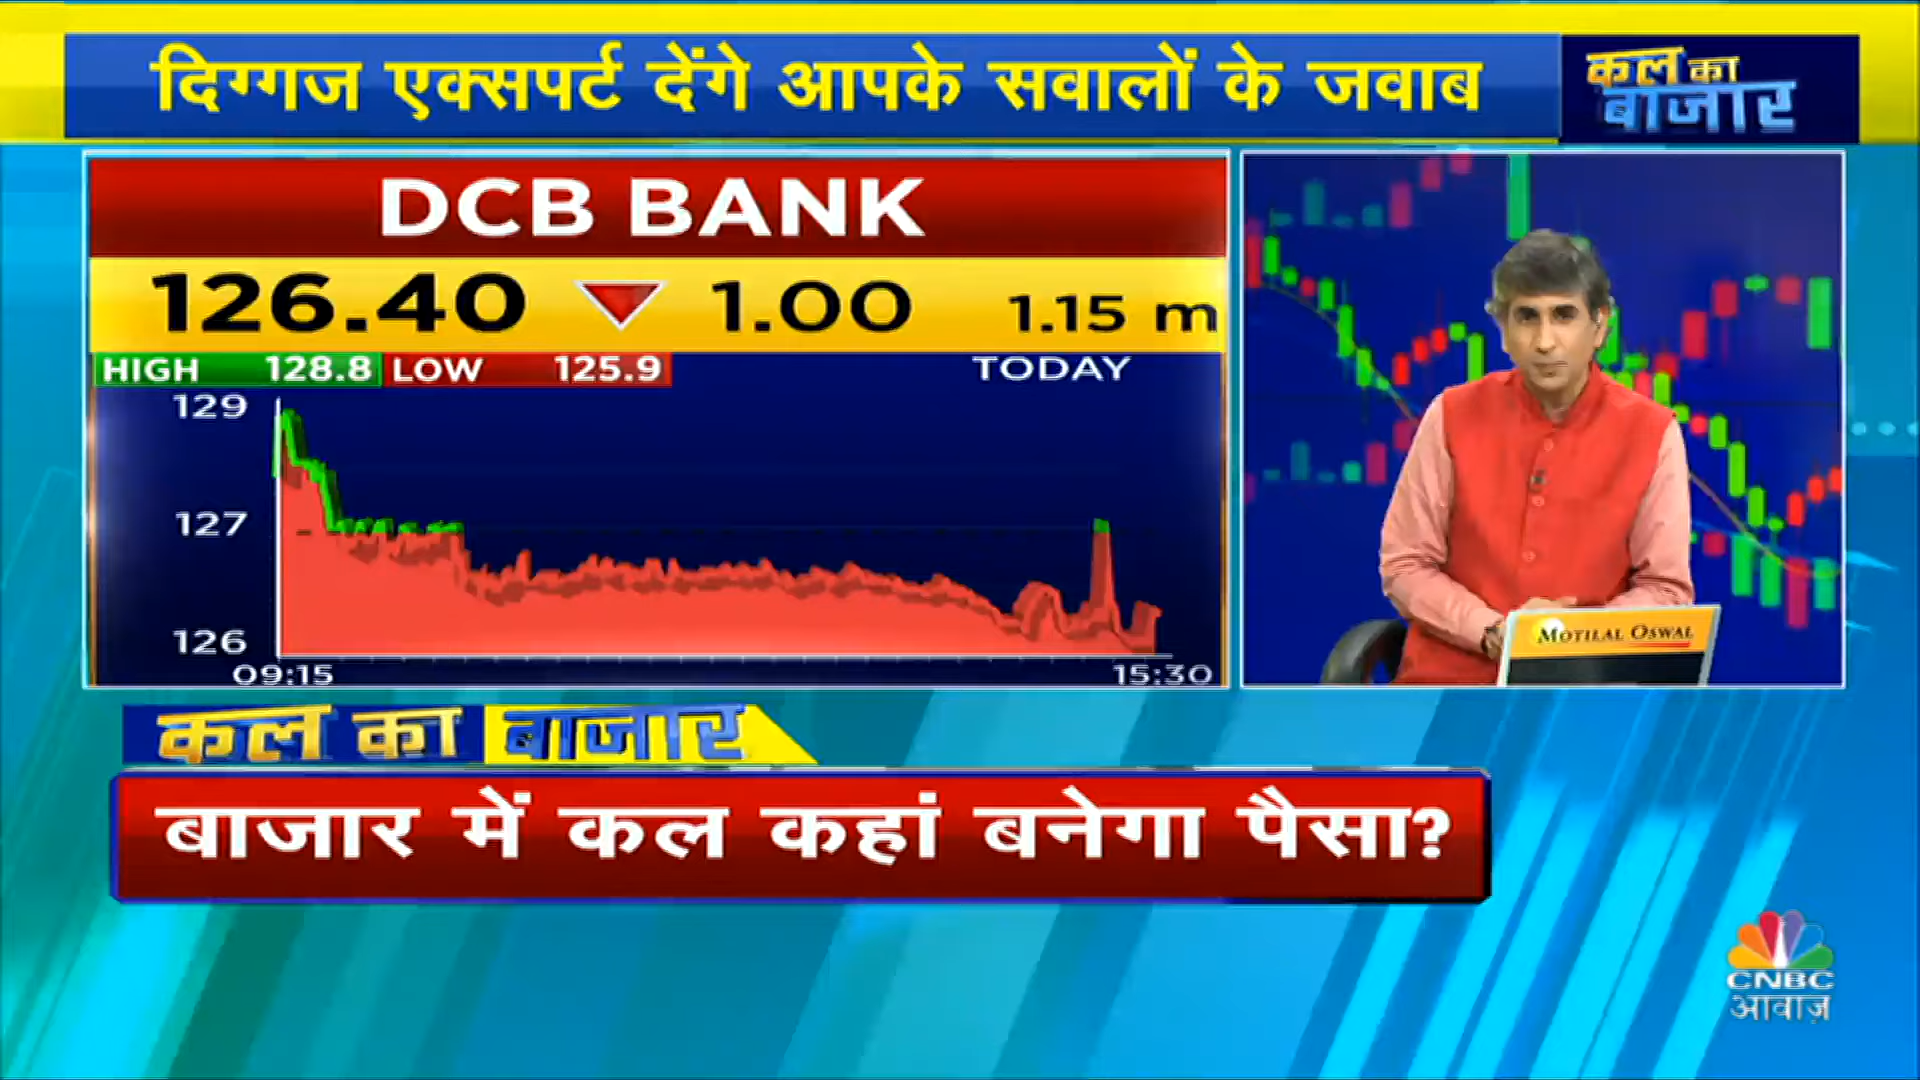 दिग्गज एक्सपर्ट देंगे आपके सवालों के जवाब
कल का
बाजार
DCB BANK
126.40 1.00 1.15 m
HIGH 128.8 LOW 125.9 TODAY
129
127
126
09:15 15:30
MOTILAL OSWAL
कल का बाजार
बाजार में कल कहां बनेगा पैसा?
CNBC
आवाज़